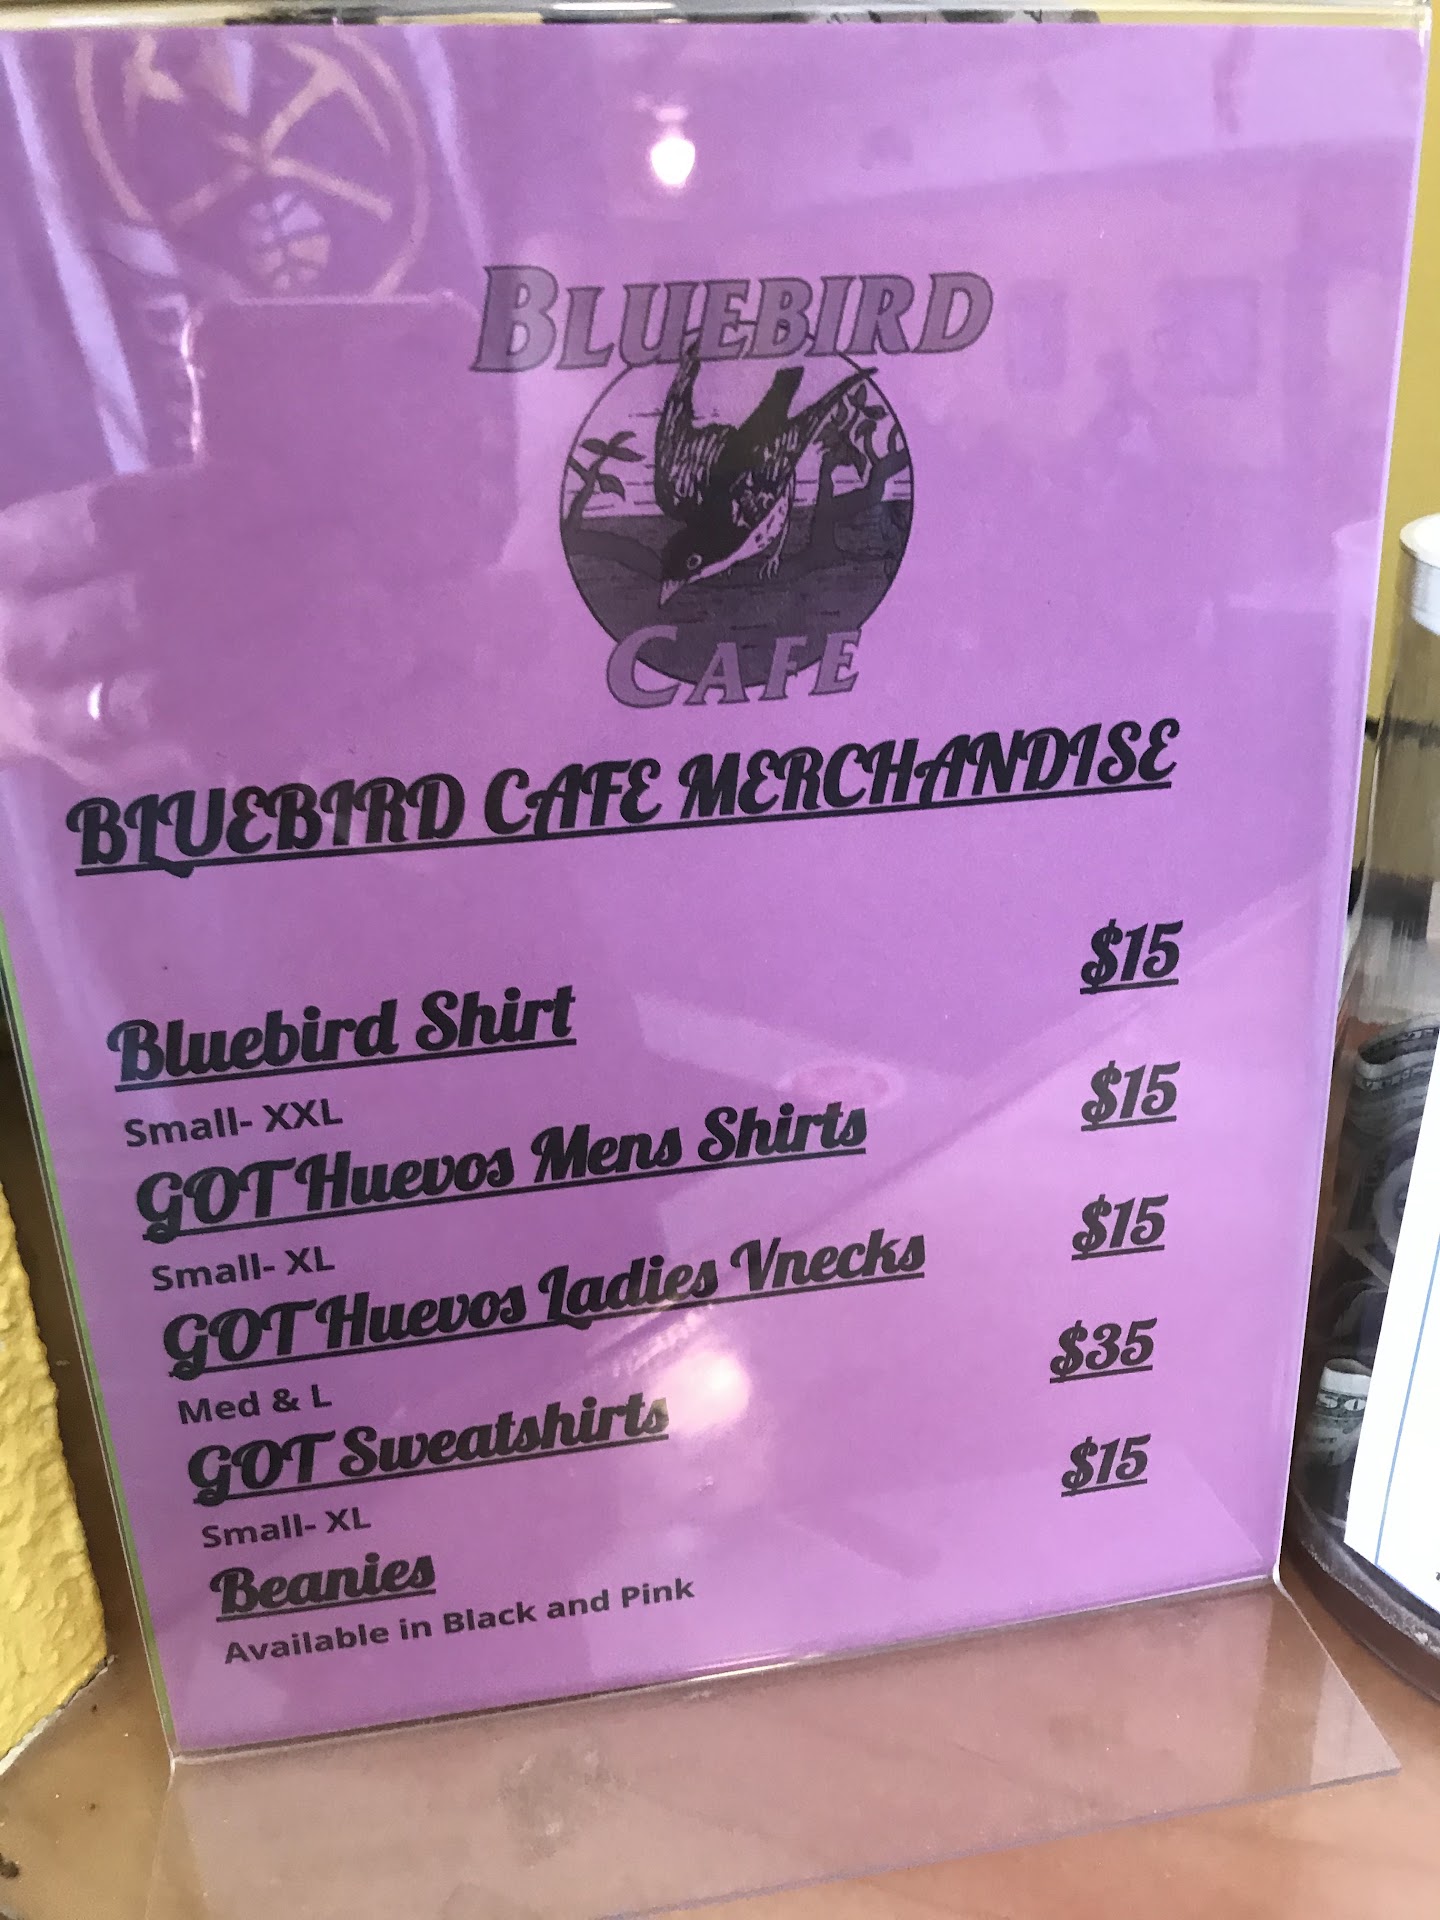 BLUEBIRD
CAFE
BLUEBIRD CAFE MERCHANDISE
Bluebird Shirt $15
Small- XXL
GOT Huevos Mens Shirts $15
Small- XL
GOT Huevos Ladies Vnecks $15
Med & L
GOT Sweatshirts $35
Small- XL
Beanies $15
Available in Black and Pink